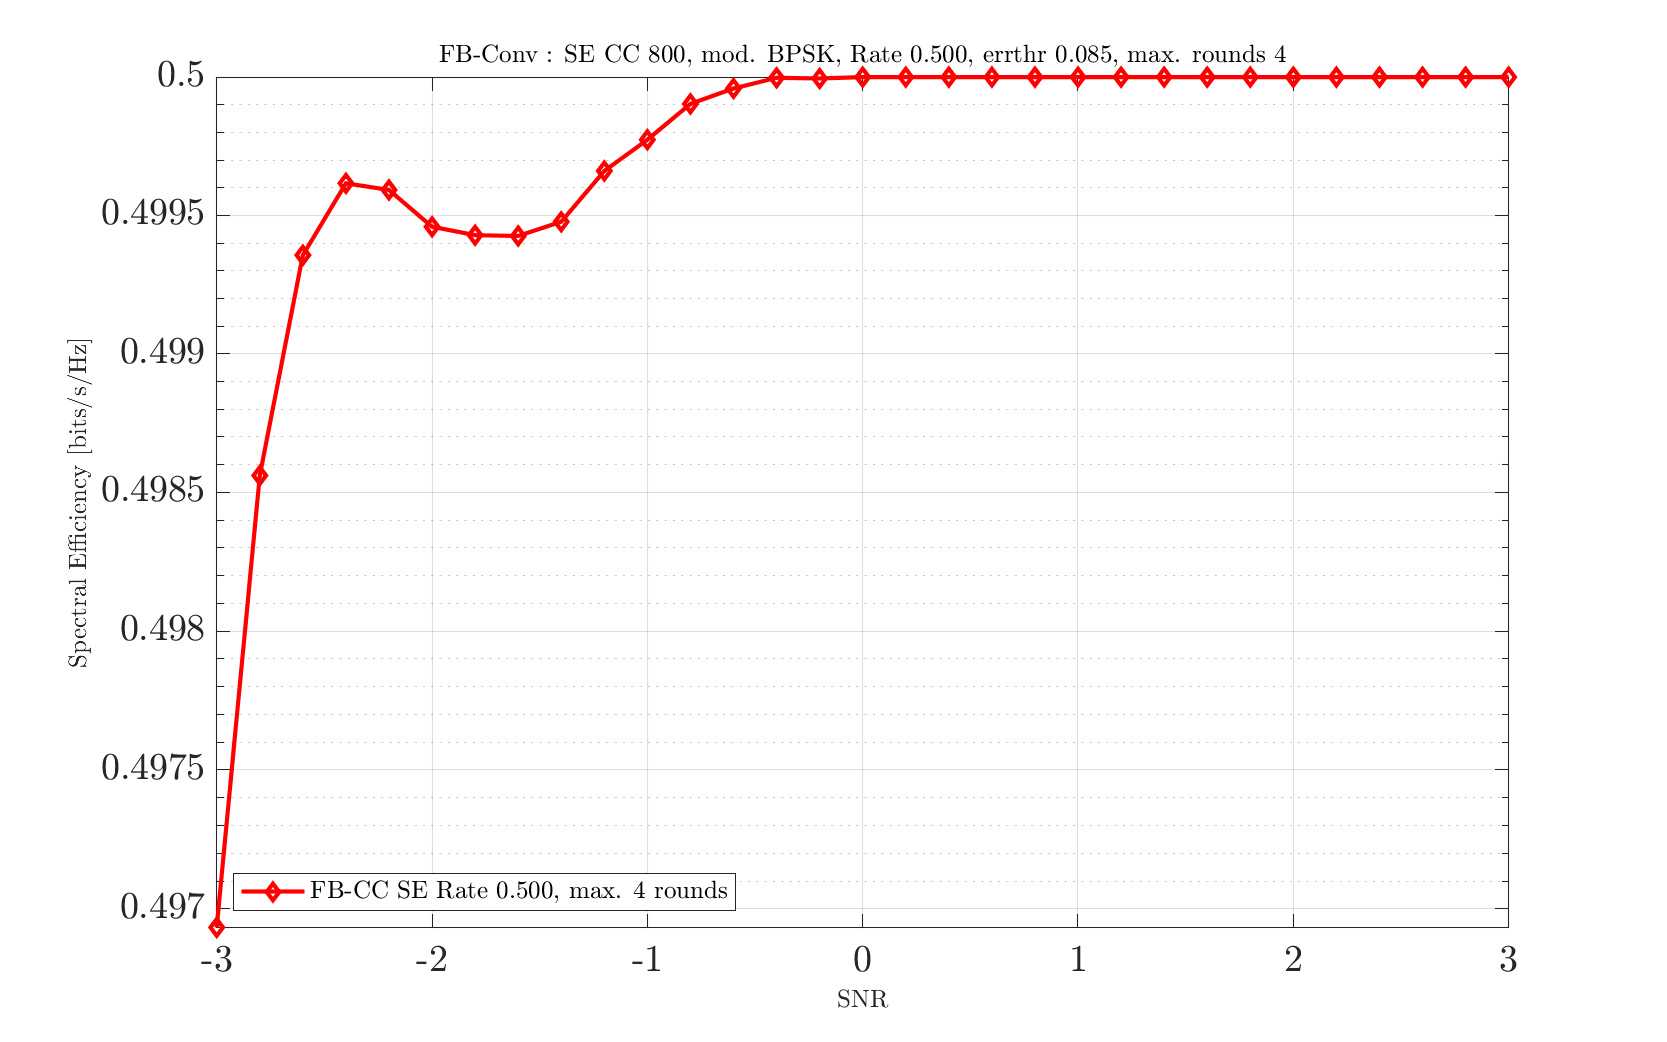 FB-Conv : SE CC 800, mod. BPSK, Rate 0.500, errthr 0.085, max. rounds 4
0.5
0.4995
0.499
0.4985
0.498
0.4975
0.497
Spectral Efficiency [bits/s/Hz]
FB-CC SE Rate 0.500, max. 4 rounds
-3 -2 -1 0 1 2 3
SNR